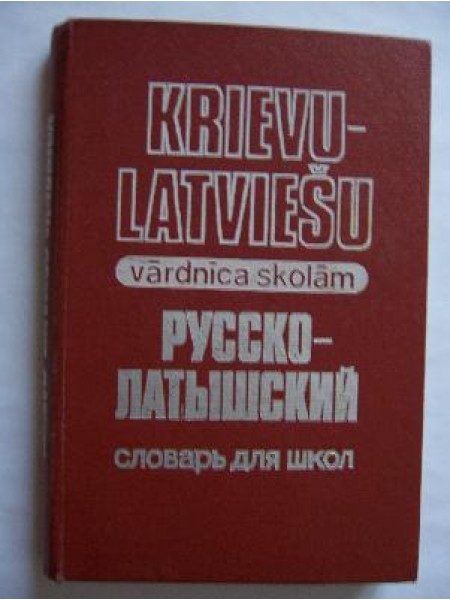 KRIEVU-
LATVIEŠU
vārdnīca skolām
РУССКО-
ЛАТЫШСКИЙ
словарь для школ